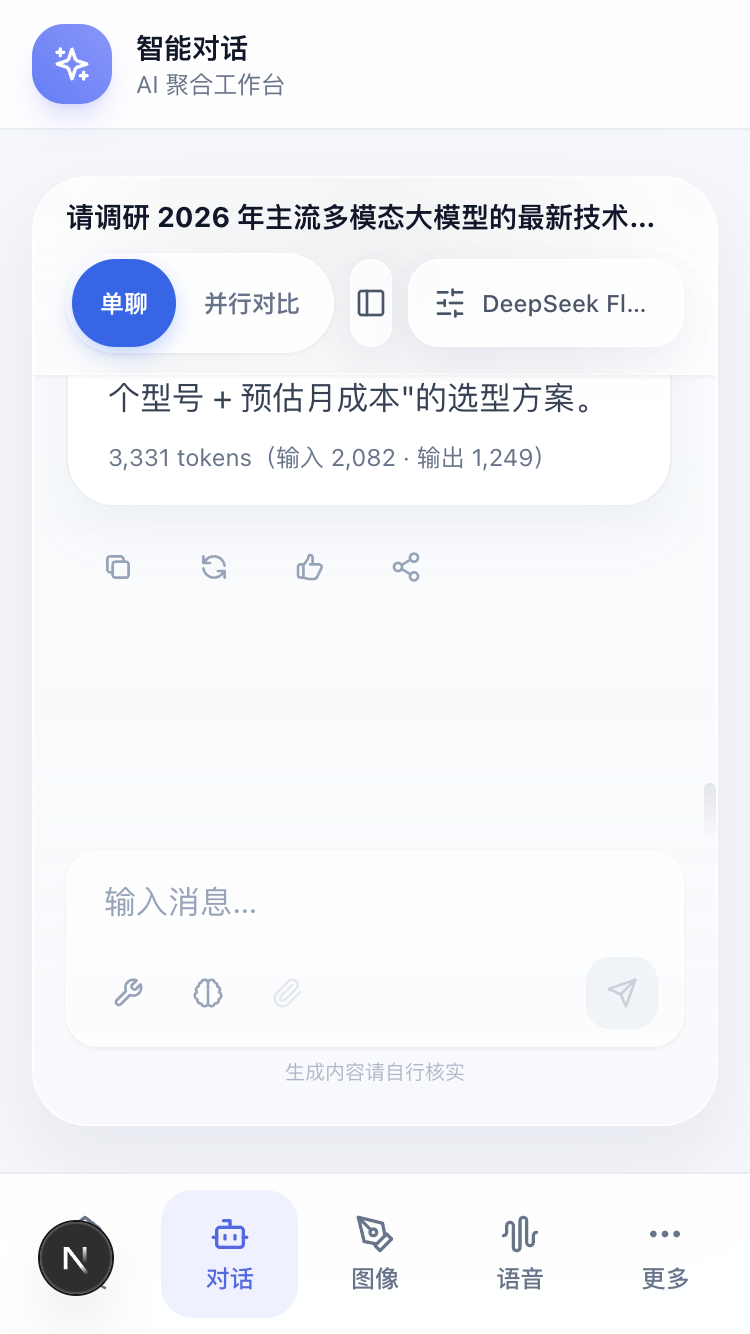 智能对话
AI 聚合工作台
请调研 2026 年主流多模态大模型的最新技术...
单聊
并行对比
DeepSeek Fl...
个型号 + 预估月成本"的选型方案。
3,331 tokens（输入 2,082 · 输出 1,249）
输入消息...
生成内容请自行核实
N
对话
图像
语音
更多